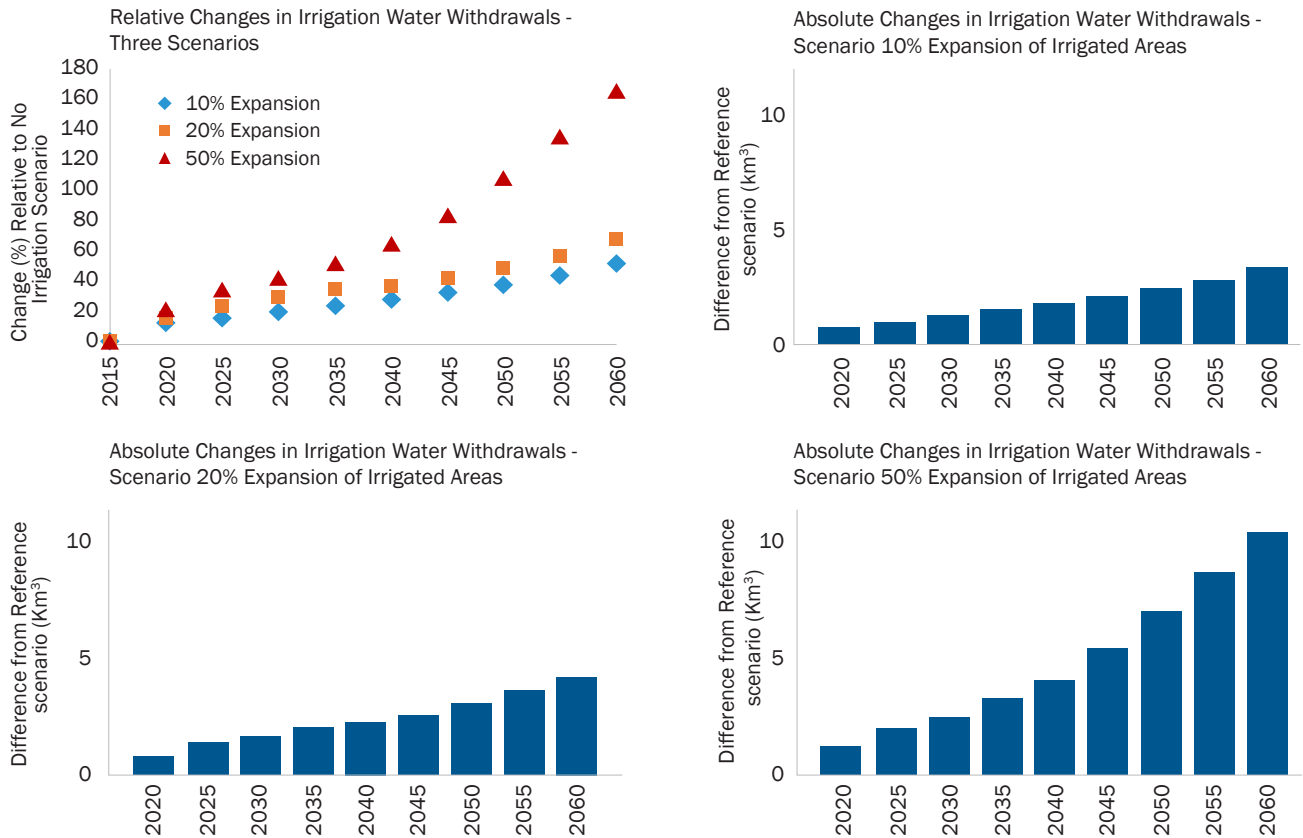 Relative Changes in Irrigation Water Withdrawals -
Three Scenarios
Change (%) Relative to No
Irrigation Scenario
180
160
140
120
100
80
60
40
20
0
10% Expansion
20% Expansion
50% Expansion
2015
2020
2025
2030
2035
2040
2045
2050
2055
2060
Absolute Changes in Irrigation Water Withdrawals -
Scenario 10% Expansion of Irrigated Areas
Difference from Reference
scenario (km³)
10
5
0
2020
2025
2030
2035
2040
2045
2050
2055
2060
Absolute Changes in Irrigation Water Withdrawals -
Scenario 20% Expansion of Irrigated Areas
Difference from Reference
scenario (Km³)
10
5
0
2020
2025
2030
2035
2040
2045
2050
2055
2060
Absolute Changes in Irrigation Water Withdrawals -
Scenario 50% Expansion of Irrigated Areas
Difference from Reference
scenario (Km³)
10
5
0
2020
2025
2030
2035
2040
2045
2050
2055
2060